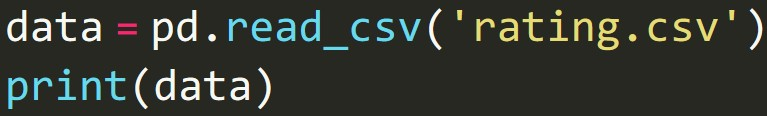 data = pd.read_csv('rating.csv')
print(data)